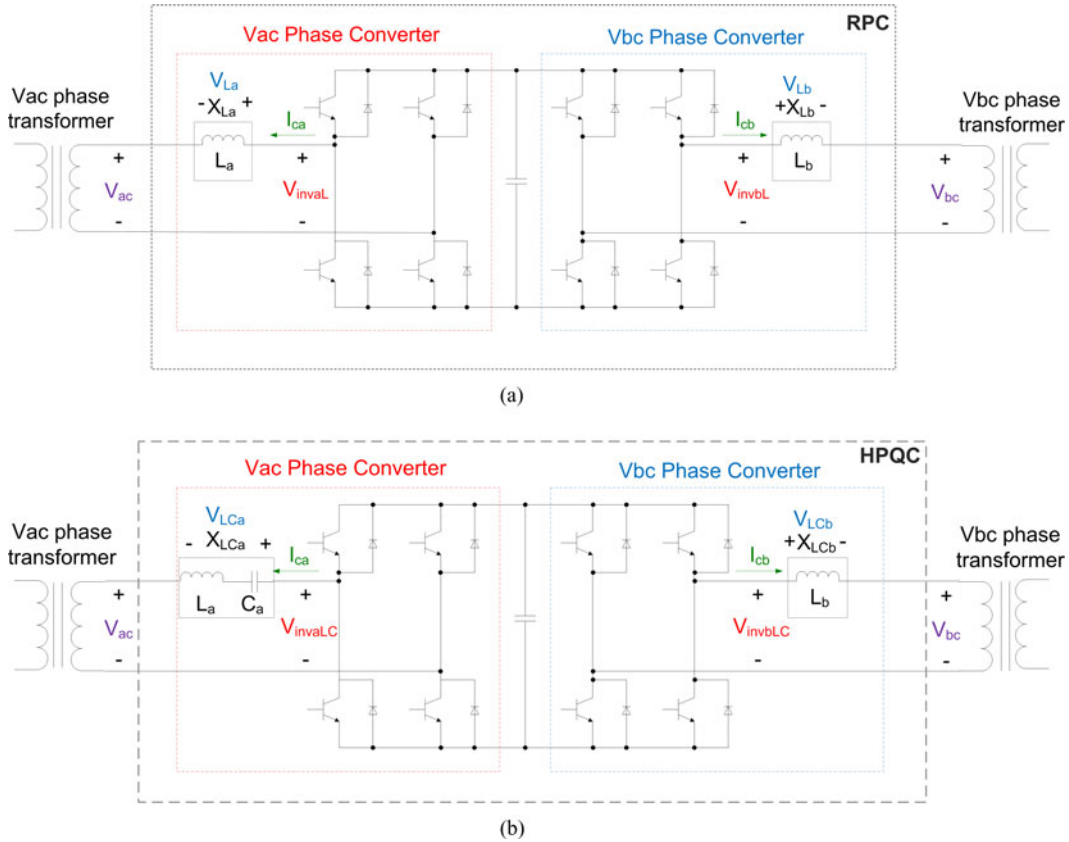 RPC
Vac Phase Converter
Vbc Phase Converter
Vac phase
transformer
Vbc phase
transformer
VLa
- XLa +
Ica
La
+
Vac
-
+
VinvaL
-
VLb
+XLb-
Icb
Lb
+
VinvbL
-
+
Vbc
-
(a)
HPQC
Vac Phase Converter
Vbc Phase Converter
Vac phase
transformer
Vbc phase
transformer
VLCa
- XLCa +
Ica
La Ca
+
Vac
-
+
VinvaLC
-
VLCb
+XLCb-
Icb
Lb
+
VinvbLC
-
+
Vbc
-
(b)